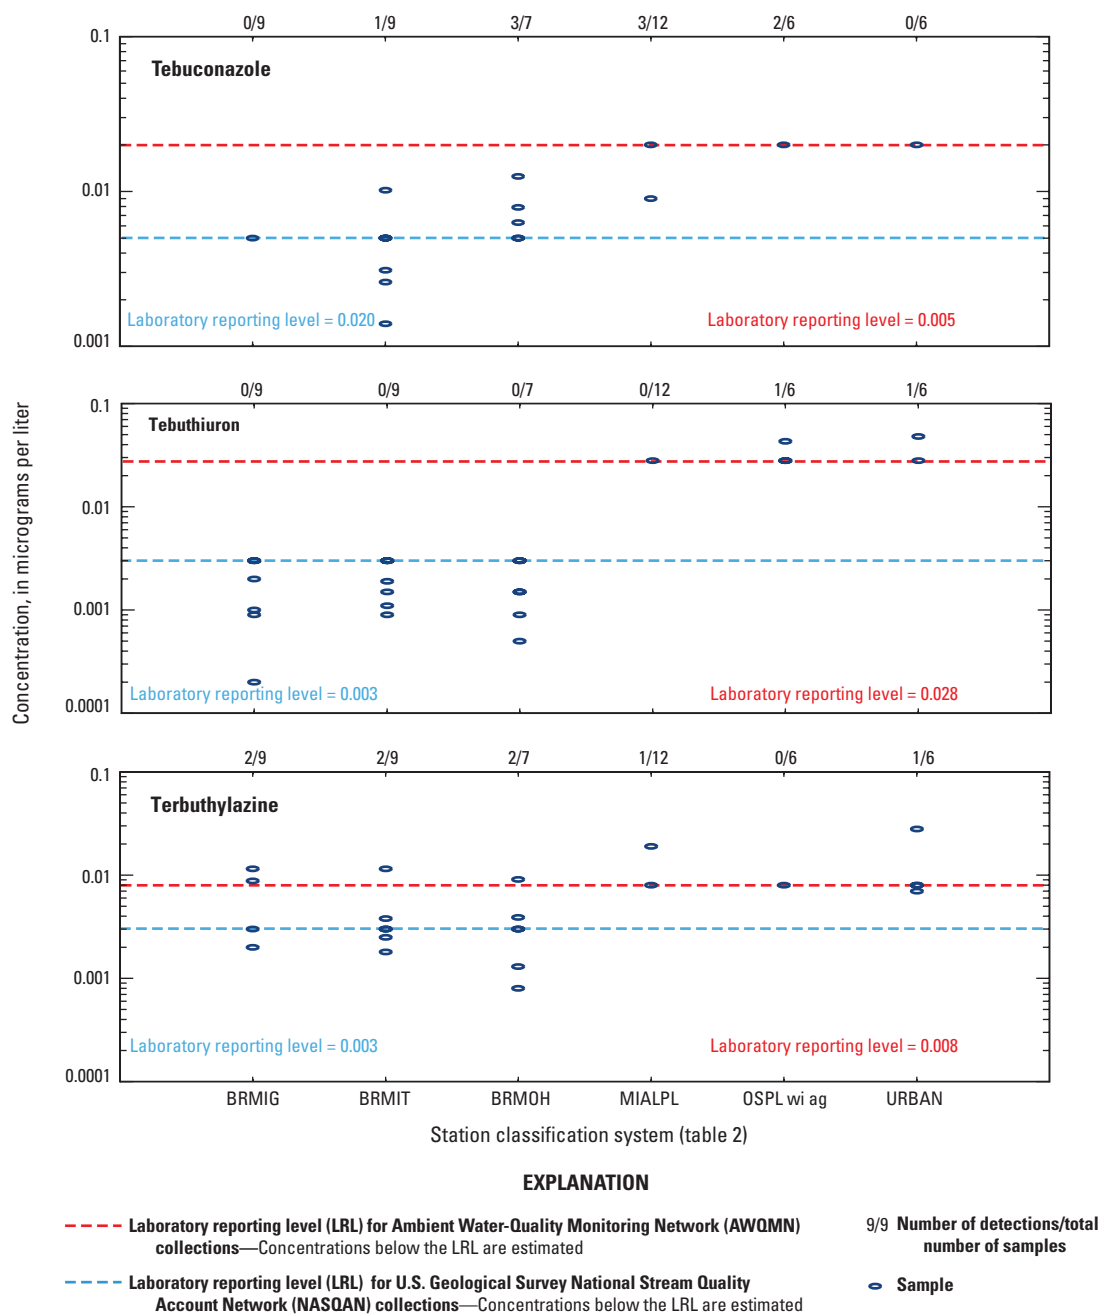 0/9 1/9 3/7 3/12 2/6 0/6
0.1
Tebuconazole
0.01
Laboratory reporting level = 0.020
Laboratory reporting level = 0.005
0.001
0/9 0/9 0/7 0/12 1/6 1/6
0.1
Tebuthiuron
0.01
0.001
Laboratory reporting level = 0.003
Laboratory reporting level = 0.028
0.0001
Concentration, in micrograms per liter
2/9 2/9 2/7 1/12 0/6 1/6
0.1
Terbuthylazine
0.01
0.001
Laboratory reporting level = 0.003
Laboratory reporting level = 0.008
0.0001
BRMIG BRMIT BRMOH MIALPL OSPL wi ag URBAN
Station classification system (table 2)
EXPLANATION
Laboratory reporting level (LRL) for Ambient Water-Quality Monitoring Network (AWQMN)
collections—Concentrations below the LRL are estimated
Laboratory reporting level (LRL) for U.S. Geological Survey National Stream Quality
Account Network (NASQAN) collections—Concentrations below the LRL are estimated
9/9 Number of detections/total
number of samples
Sample